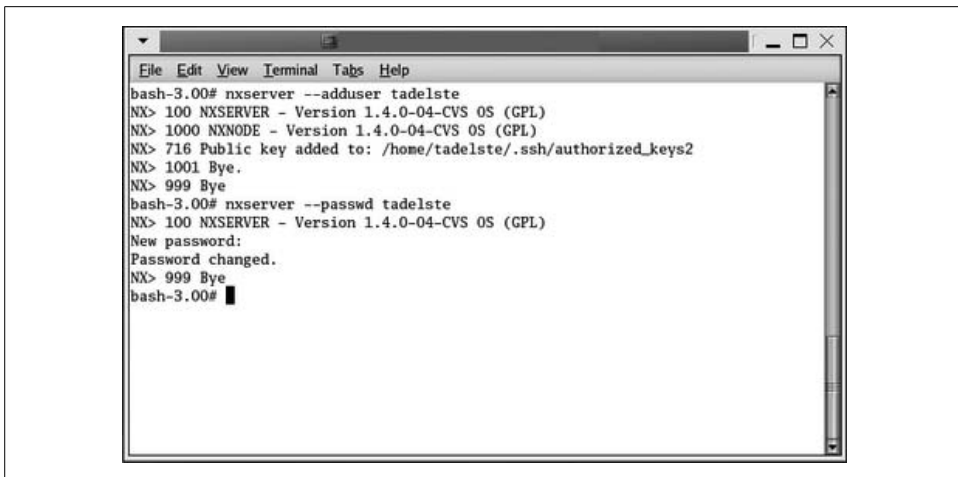 File Edit View Terminal Tabs Help
bash-3.00# nxserver --adduser tadelste
NX> 100 NXSERVER - Version 1.4.0-04-CVS OS (GPL)
NX> 1000 NXNODE - Version 1.4.0-04-CVS OS (GPL)
NX> 716 Public key added to: /home/tadelste/.ssh/authorized_keys2
NX> 1001 Bye.
NX> 999 Bye
bash-3.00# nxserver --passwd tadelste
NX> 100 NXSERVER - Version 1.4.0-04-CVS OS (GPL)
New password:
Password changed.
NX> 999 Bye
bash-3.00#